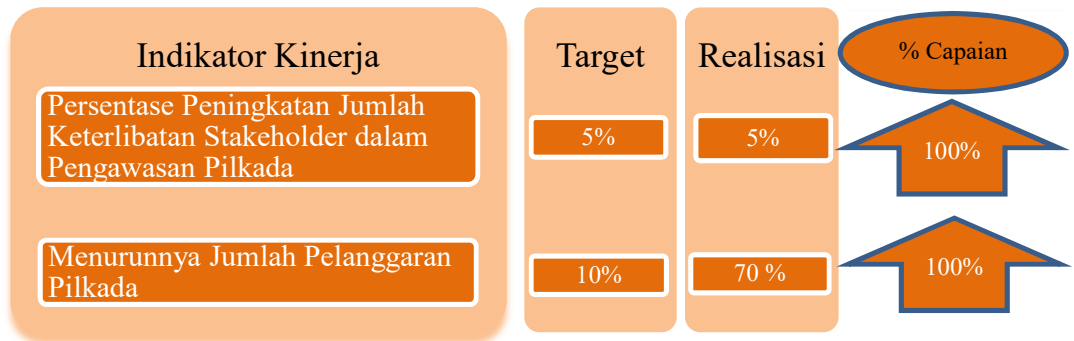 Indikator Kinerja
Target
Realisasi
% Capaian
Persentase Peningkatan Jumlah
Keterlibatan Stakeholder dalam
Pengawasan Pilkada
5%
5%
100%
Menurunnya Jumlah Pelanggaran
Pilkada
10%
70 %
100%